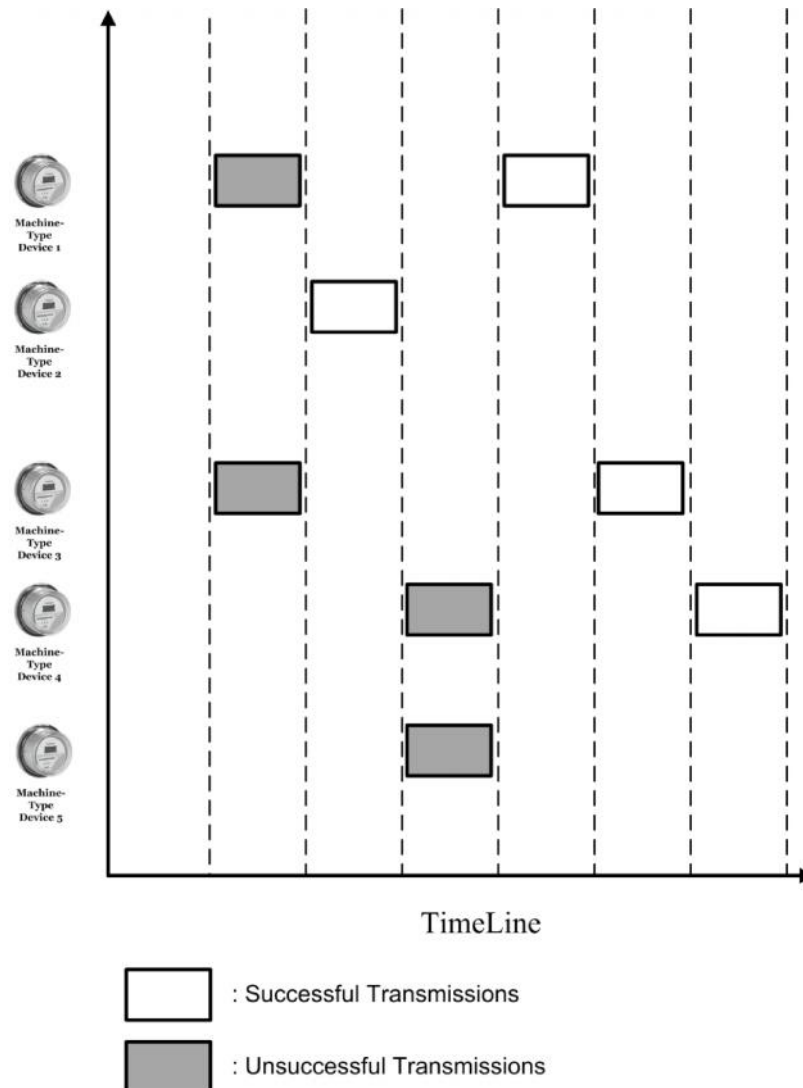 Machine-
Type
Device 1
Machine-
Type
Device 2
Machine-
Type
Device 3
Machine-
Type
Device 4
Machine-
Type
Device 5
TimeLine
: Successful Transmissions
: Unsuccessful Transmissions